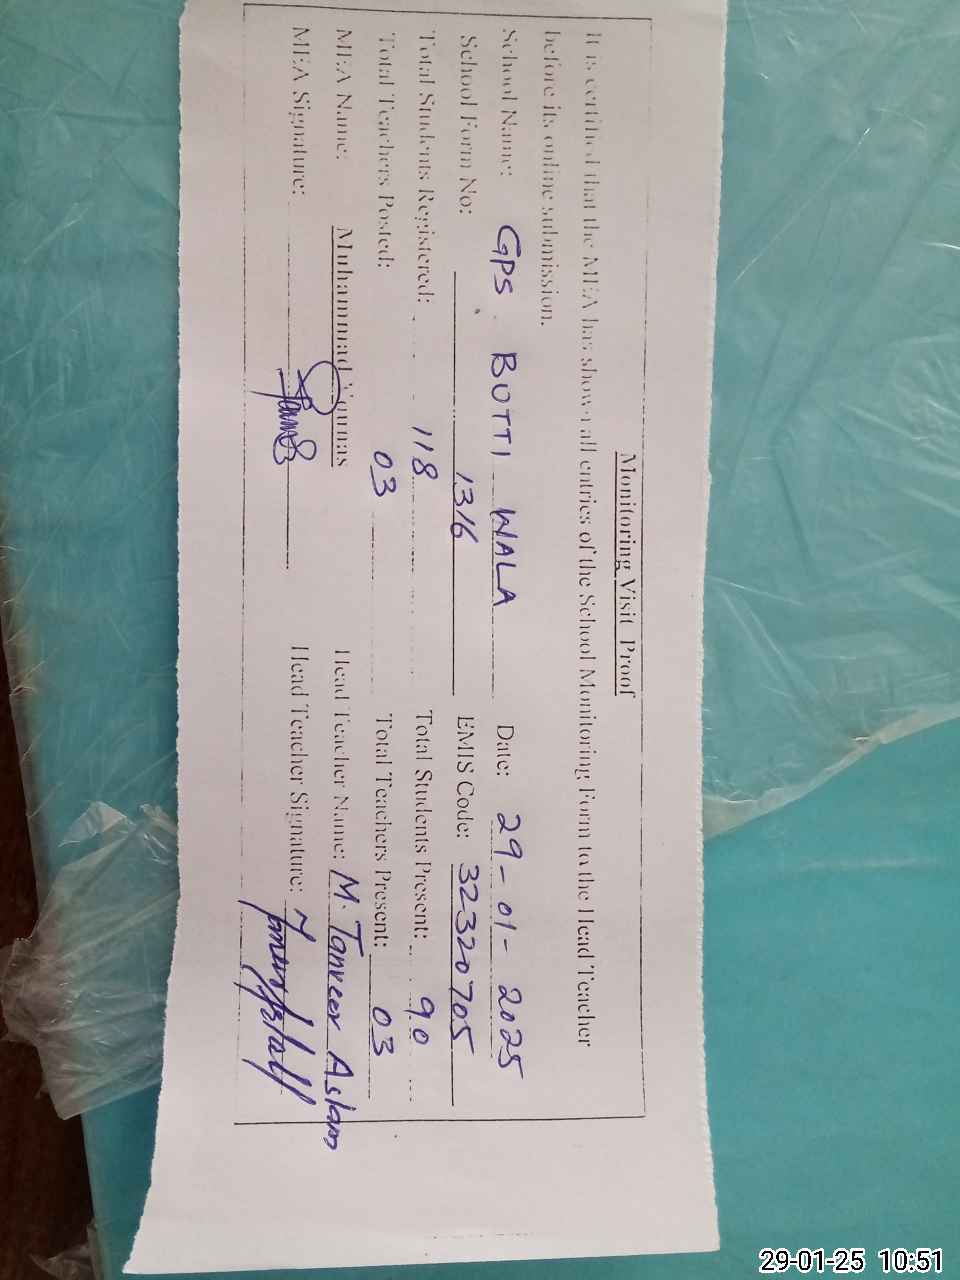 Monitoring Visit Proof
It is certified that the MEA has shown all entries of the School Monitoring Form to the Head Teacher
before its online submission.
School Name: GPS BOTTI WALA Date: 29-01-2025
School Form No: 1316 EMIS Code: 32320705
Total Students Registered: 118 Total Students Present: 90
Total Teachers Posted: 03 Total Teachers Present: 03
MEA Name: Muhammad Younas Head Teacher Name: M. Tanveer Aslam
MEA Signature: Head Teacher Signature:
29-01-25 10:51